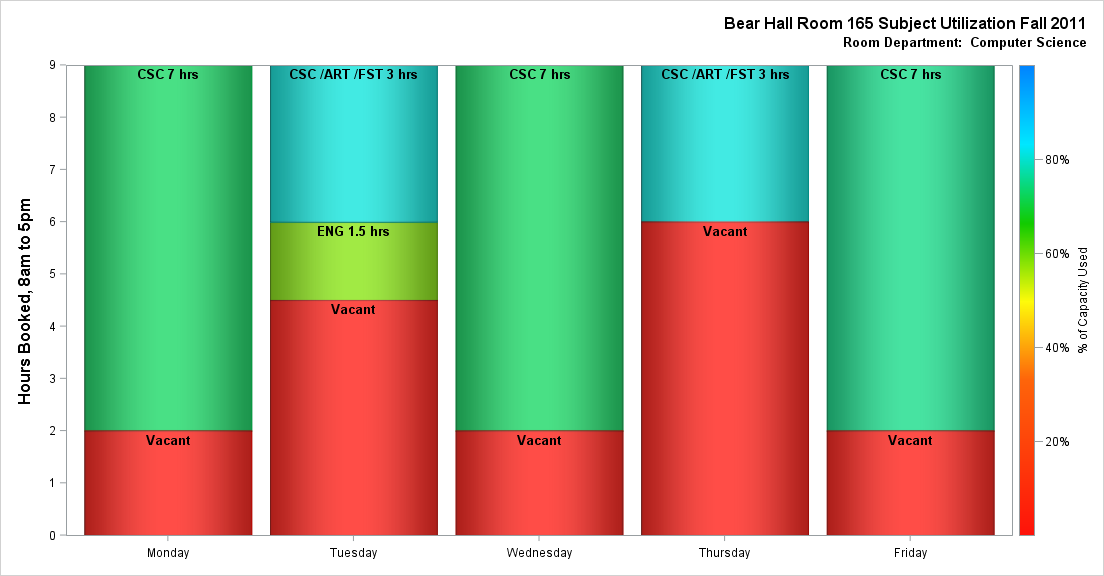 Bear Hall Room 165 Subject Utilization Fall 2011
Room Department:  Computer Science
Hours Booked, 8am to 5pm
9
8
7
6
5
4
3
2
1
0
CSC 7 hrs
Vacant
CSC /ART /FST 3 hrs
ENG 1.5 hrs
Vacant
CSC 7 hrs
Vacant
CSC /ART /FST 3 hrs
Vacant
CSC 7 hrs
Vacant
Monday
Tuesday
Wednesday
Thursday
Friday
80%
60%
40%
20%
% of Capacity Used